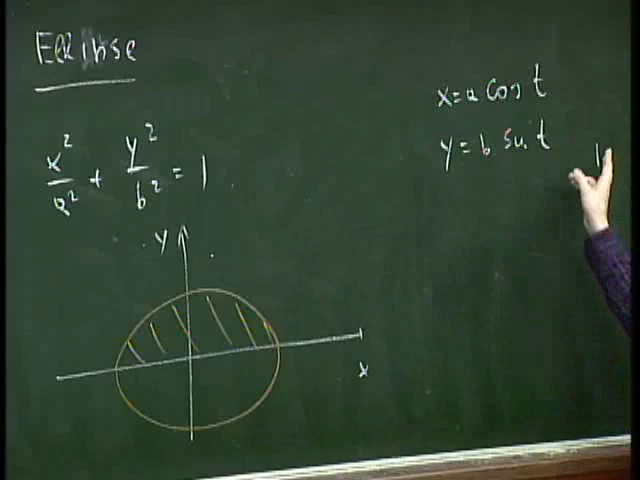 Ellipse
x = a cos t
y = b sin t
x²/a² + y²/b² = 1
y
x